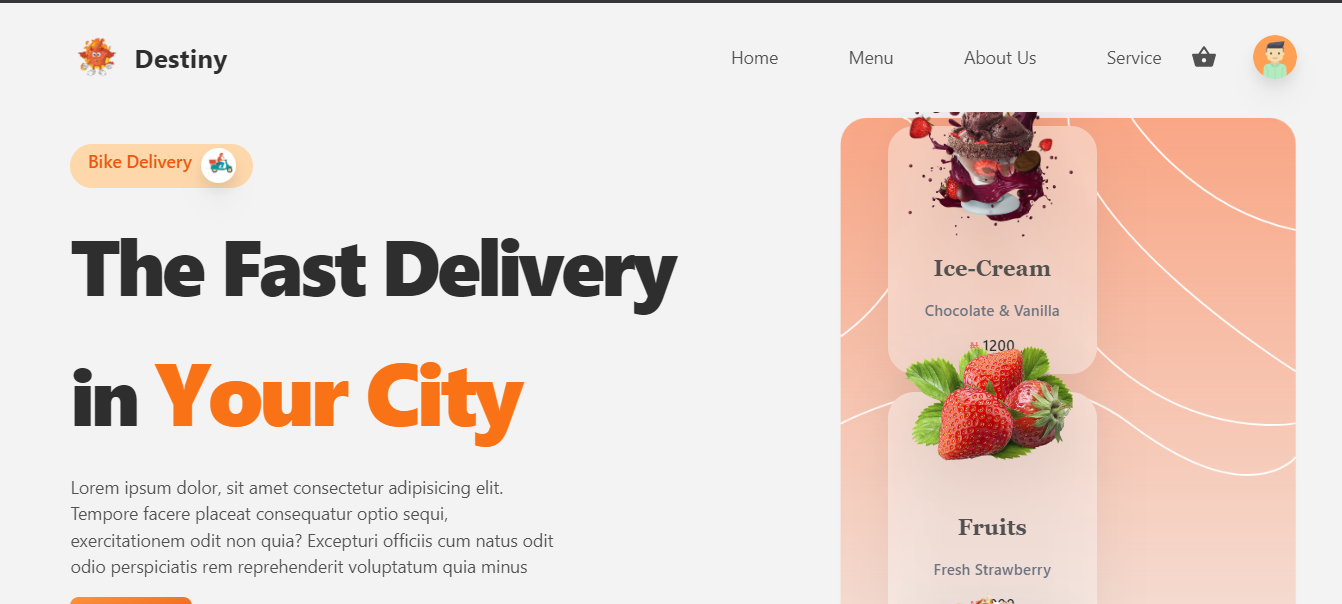 Destiny
Home
Menu
About Us
Service
Bike Delivery
The Fast Delivery
in Your City
Lorem ipsum dolor, sit amet consectetur adipisicing elit.
Tempore facere placeat consequatur optio sequi,
exercitationem odit non quia? Excepturi officiis cum natus odit
odio perspiciatis rem reprehenderit voluptatum quia minus
Ice-Cream
Chocolate & Vanilla
₦ 1200
Fruits
Fresh Strawberry